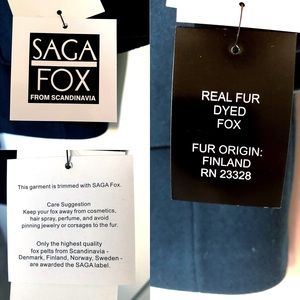 SAGA
FOX
FROM SCANDINAVIA
This garment is trimmed with SAGA Fox.
Care Suggestion
Keep your fox away from cosmetics,
hair spray, perfume, and avoid
pinning jewelry or corsages to the fur.
Only the highest quality
fox pelts from Scandinavia -
Denmark, Finland, Norway, Sweden -
are awarded the SAGA label.
REAL FUR
DYED
FOX
FUR ORIGIN:
FINLAND
RN 23328